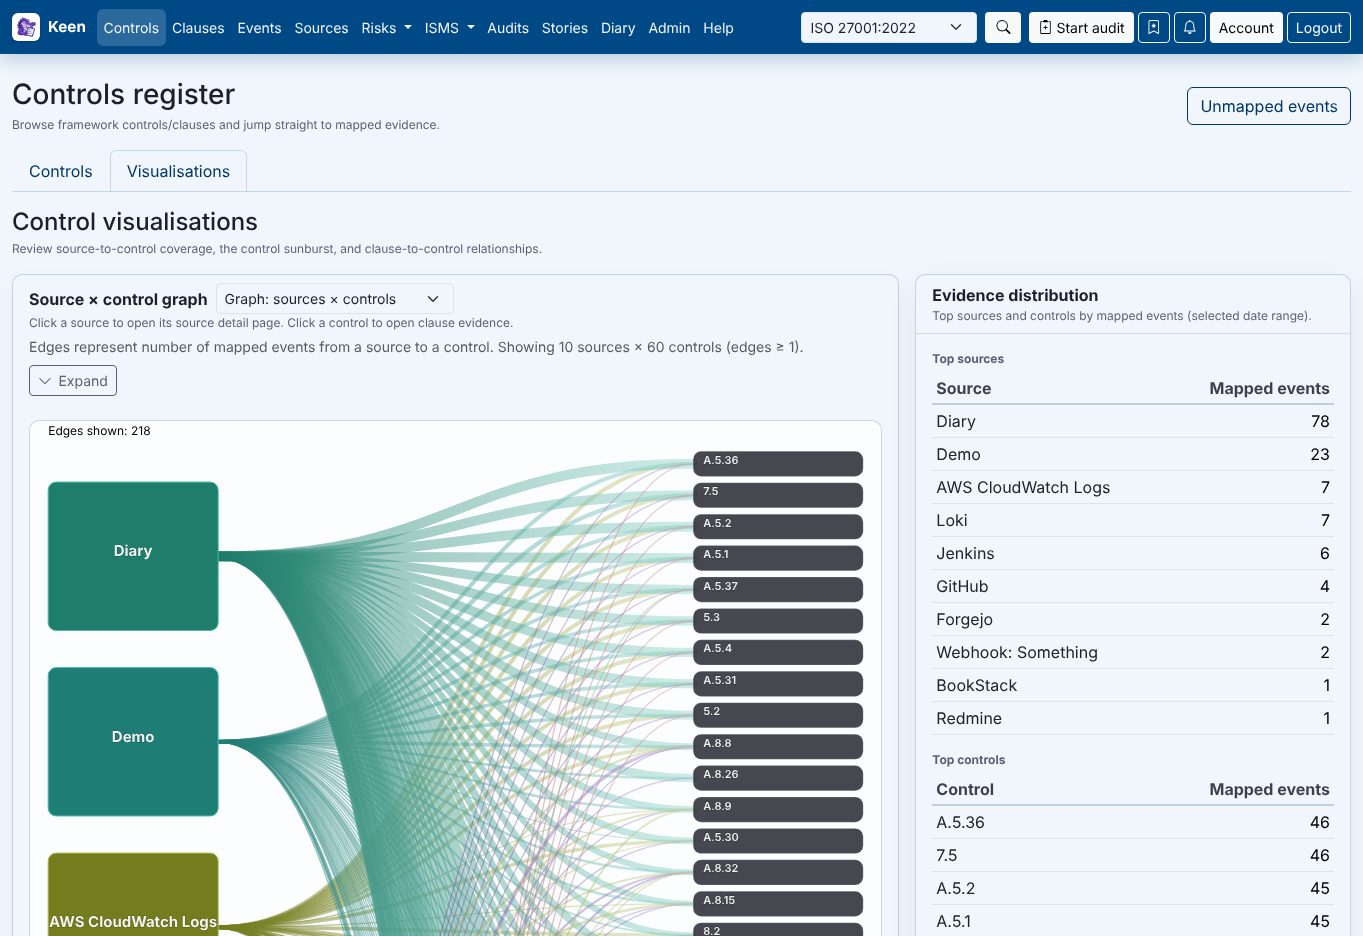 Keen Controls Clauses Events Sources Risks ISMS Audits Stories Diary Admin Help ISO 27001:2022 Start audit Account Logout
Controls register
Unmapped events
Browse framework controls/clauses and jump straight to mapped evidence.
Controls Visualisations
Control visualisations
Review source-to-control coverage, the control sunburst, and clause-to-control relationships.
Source × control graph Graph: sources × controls
Click a source to open its source detail page. Click a control to open clause evidence.
Edges represent number of mapped events from a source to a control. Showing 10 sources × 60 controls (edges ≥ 1).
Expand
Edges shown: 218
Diary
Demo
AWS CloudWatch Logs
A.5.36
7.5
A.5.2
A.5.1
A.5.37
5.3
A.5.4
A.5.31
5.2
A.8.8
A.8.26
A.8.9
A.5.30
A.8.32
A.8.15
8.2
Evidence distribution
Top sources and controls by mapped events (selected date range).
Top sources
Source Mapped events
Diary 78
Demo 23
AWS CloudWatch Logs 7
Loki 7
Jenkins 6
GitHub 4
Forgejo 2
Webhook: Something 2
BookStack 1
Redmine 1
Top controls
Control Mapped events
A.5.36 46
7.5 46
A.5.2 45
A.5.1 45